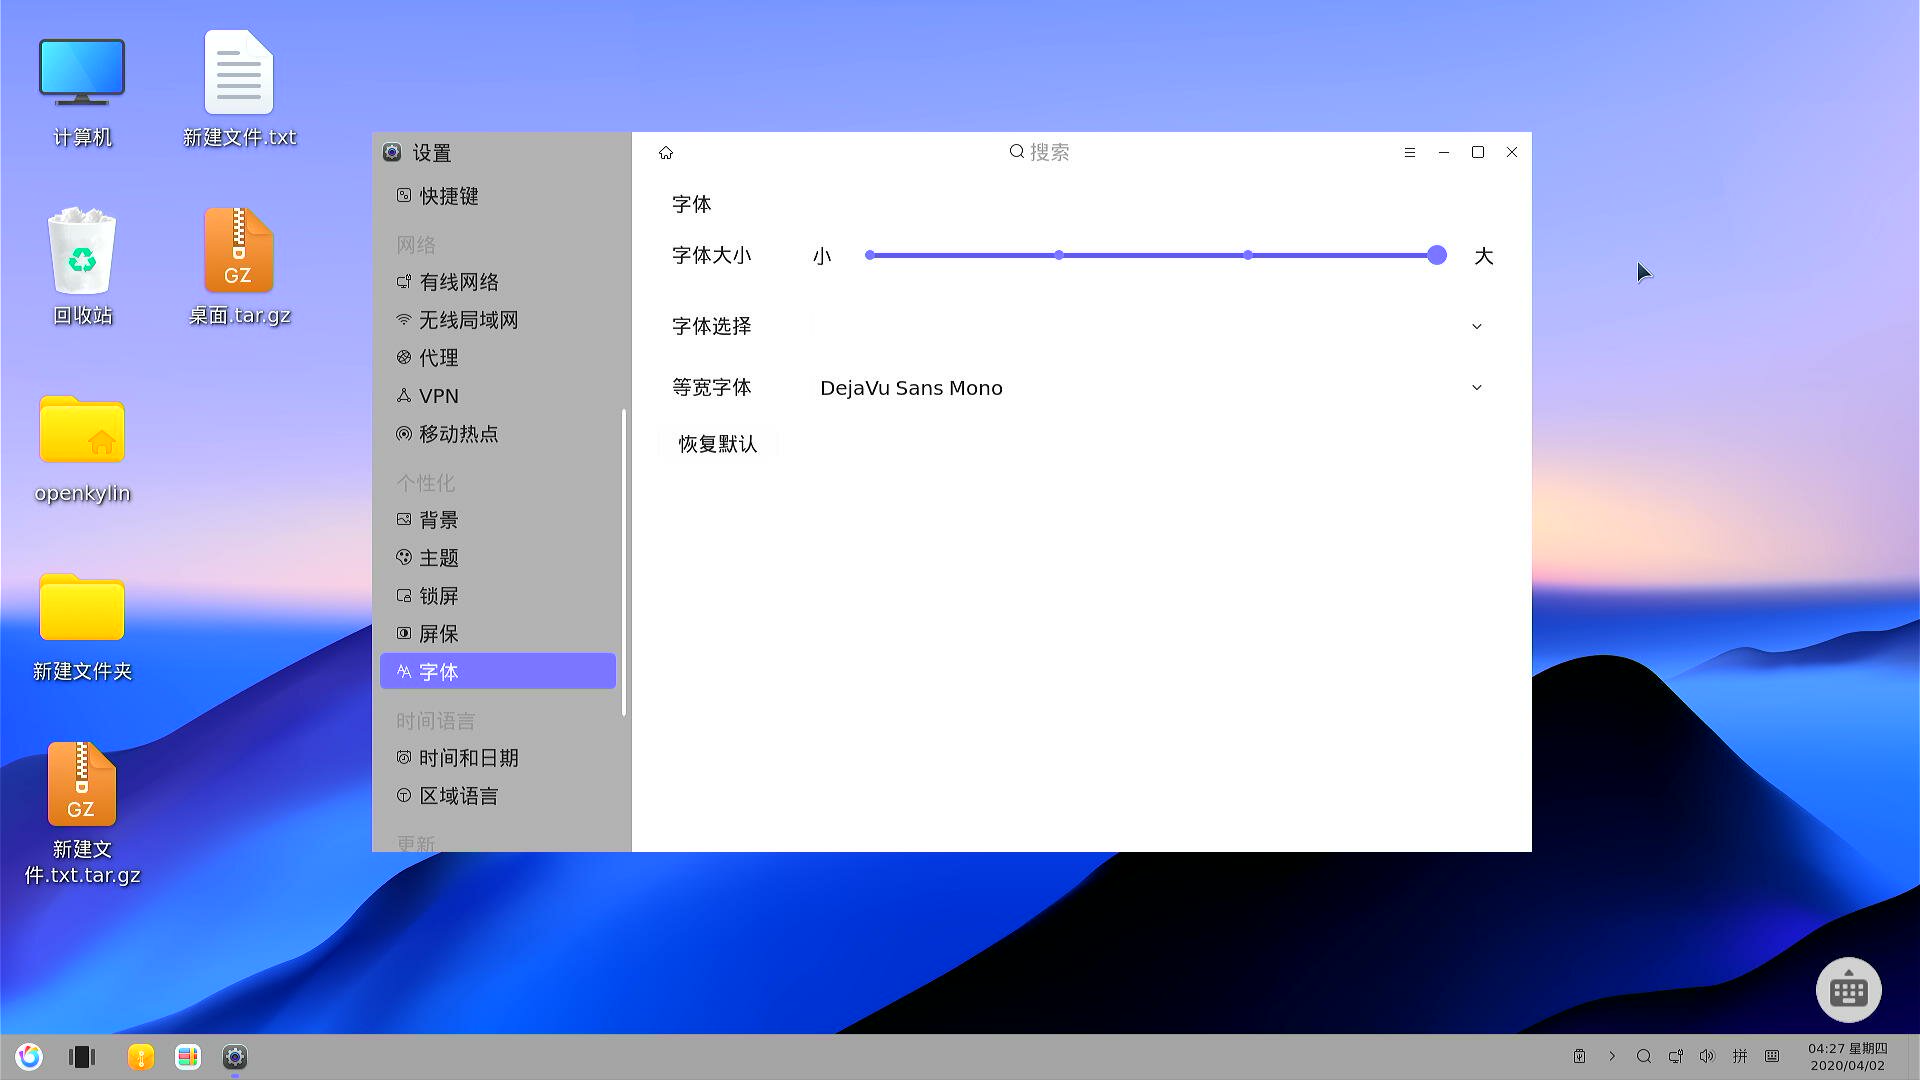 计算机
新建文件.txt
回收站
GZ
桌面.tar.gz
openkylin
新建文件夹
GZ
新建文
件.txt.tar.gz
设置
快捷键
网络
有线网络
无线局域网
代理
VPN
移动热点
个性化
背景
主题
锁屏
屏保
字体
时间语言
时间和日期
区域语言
更新
搜索
字体
字体大小
小
大
字体选择
等宽字体
DejaVu Sans Mono
恢复默认
拼
04:27 星期四
2020/04/02